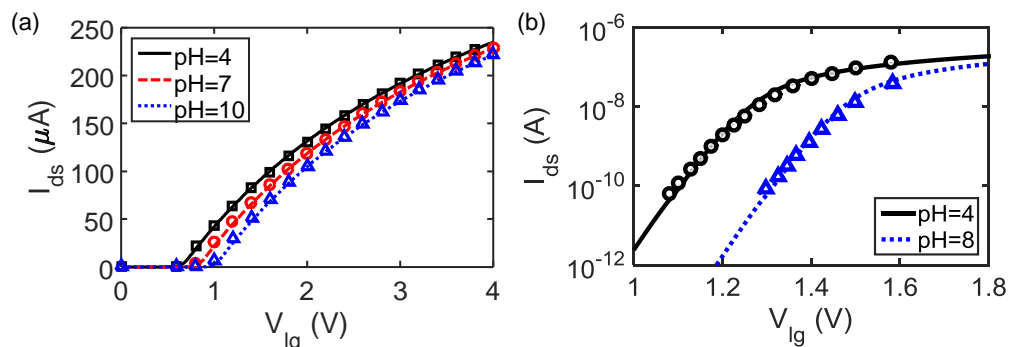 (a)
250
200
150
100
50
0
I_ds (μA)
pH=4
pH=7
pH=10
0 1 2 3 4
V_lg (V)
(b)
10^-6
10^-8
10^-10
10^-12
I_ds (A)
pH=4
pH=8
1 1.2 1.4 1.6 1.8
V_lg (V)